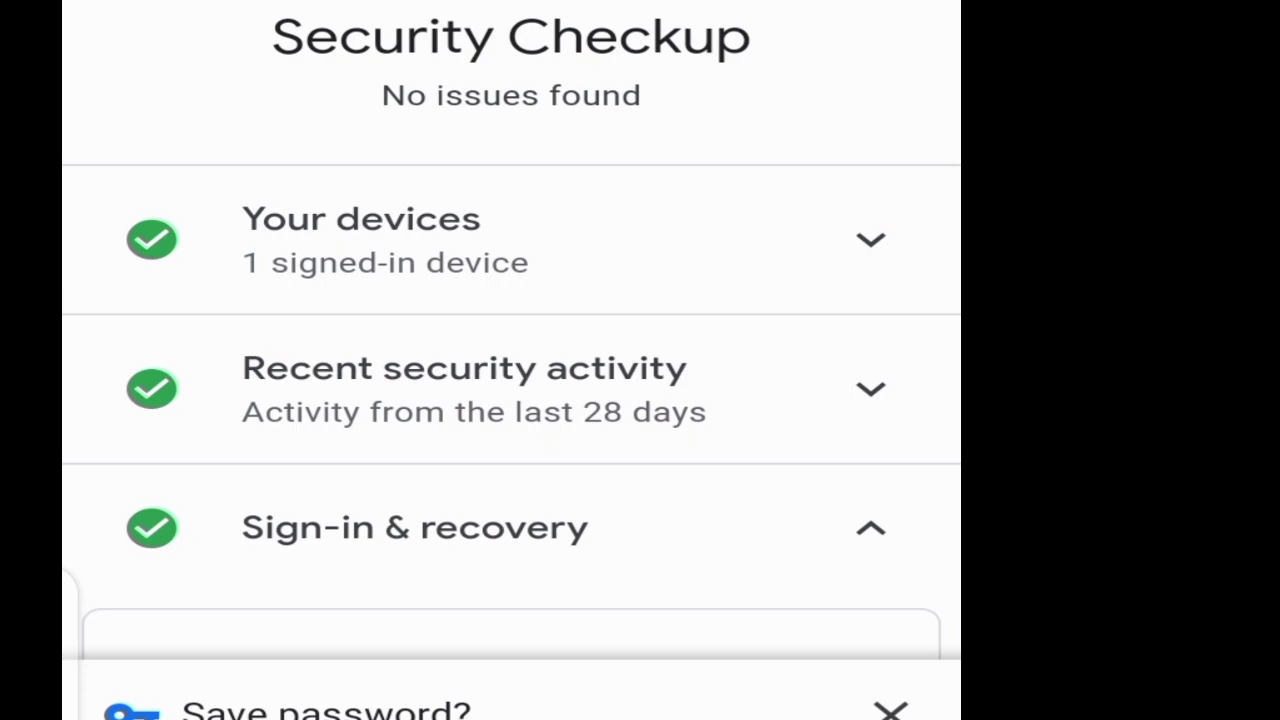 Security Checkup
No issues found
Your devices
1 signed-in device
Recent security activity
Activity from the last 28 days
Sign-in & recovery
Save password?